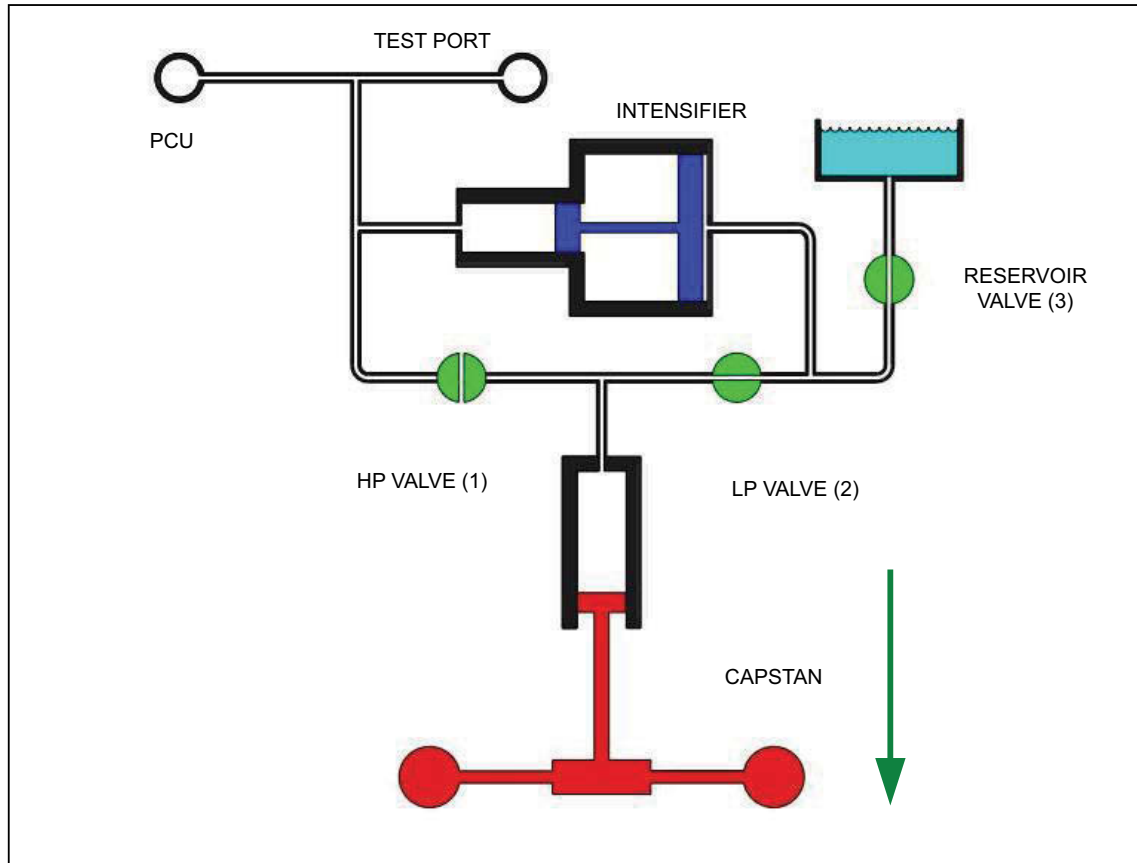 TEST PORT
PCU
INTENSIFIER
RESERVOIR
VALVE (3)
HP VALVE (1)
LP VALVE (2)
CAPSTAN